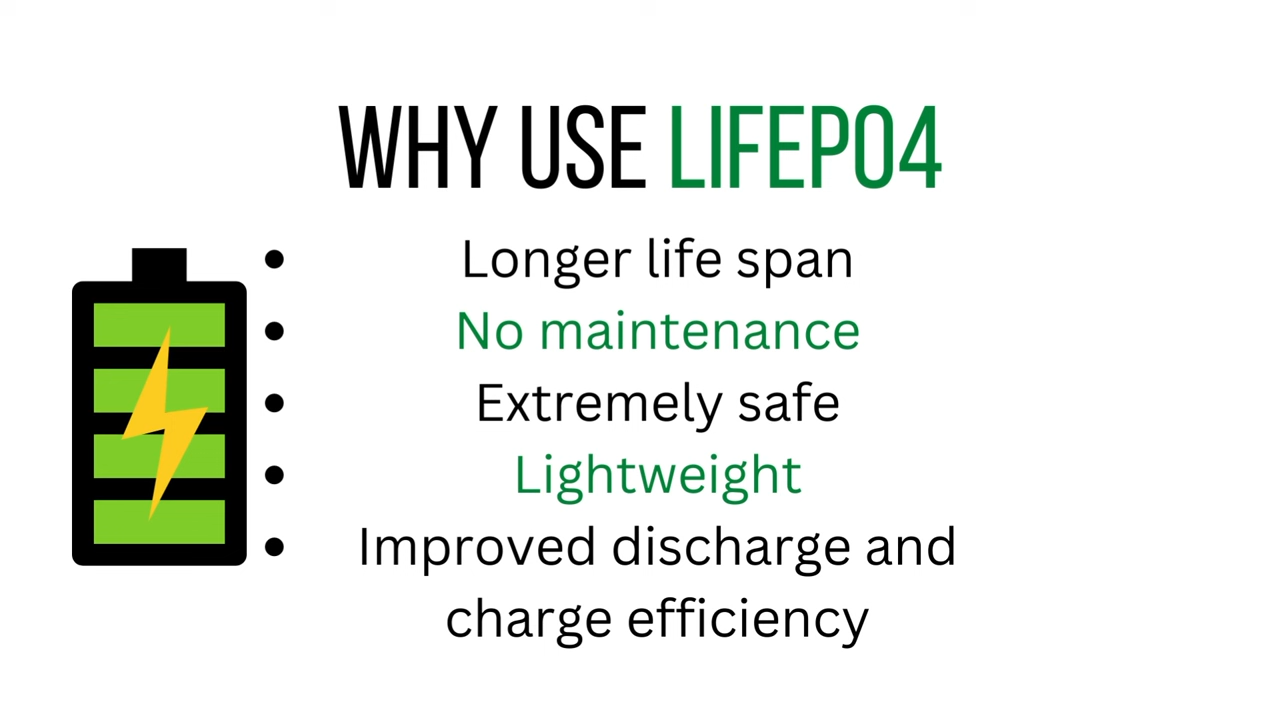 WHY USE LIFEPO4
• Longer life span
• No maintenance
• Extremely safe
• Lightweight
• Improved discharge and
charge efficiency